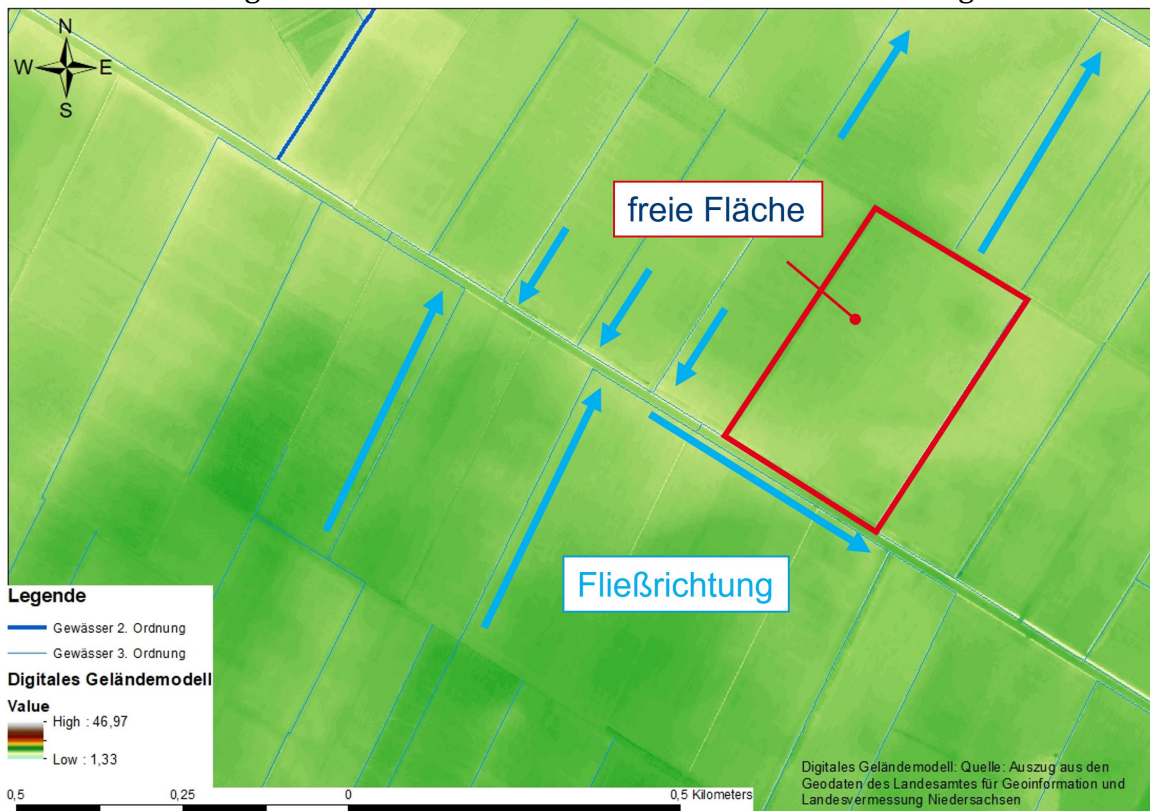 N
W E
S
freie Fläche
Fließrichtung
Legende
Gewässer 2. Ordnung
Gewässer 3. Ordnung
Digitales Geländemodell
Value
High : 46,97
Low : 1,33
0,5 0,25 0 0,5 Kilometers
Digitales Geländemodell: Quelle: Auszug aus den
Geodaten des Landesamtes für Geoinformation und
Landesvermessung Niedersachsen